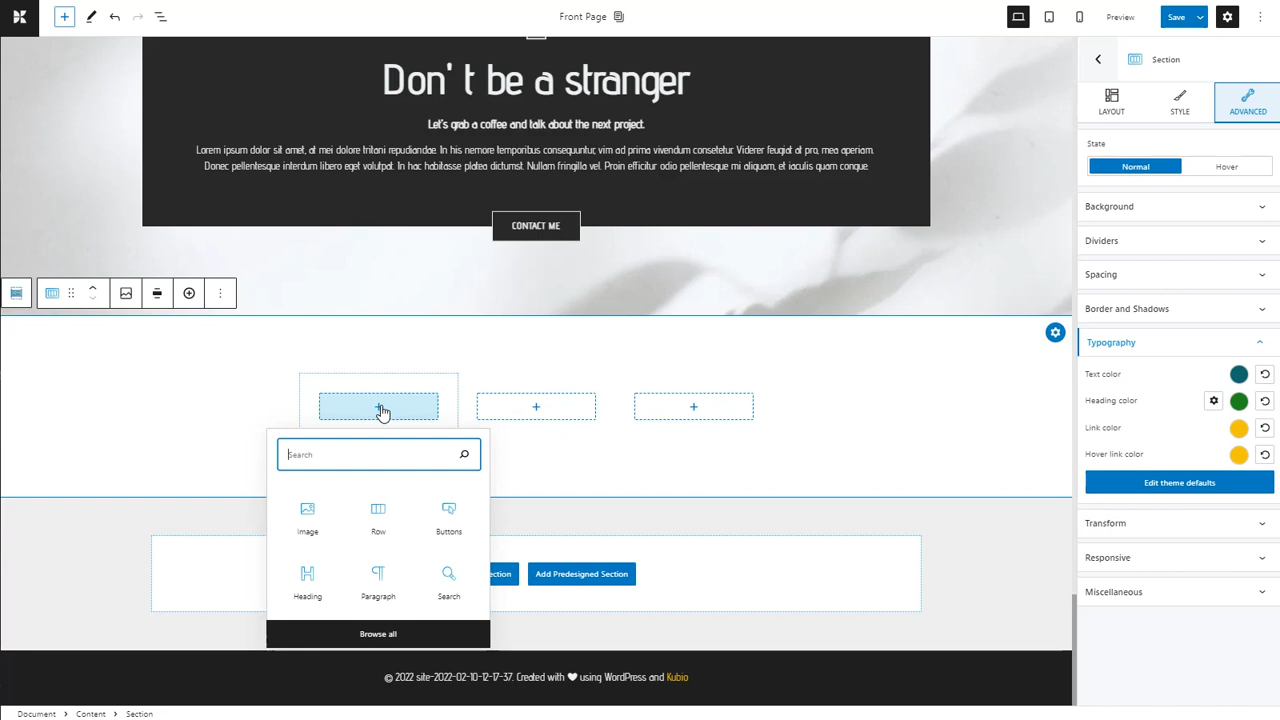 Front Page
Preview
Save
Don't be a stranger
Let's grab a coffee and talk about the next project.
Lorem ipsum dolor sit amet, at mei dolore tritani repudiandae. In his nemore temporibus consequuntur, vim ad prima vivendum consetetur. Viderer feugiat at pro, mea aperiam.
Donec pellentesque interdum libero eget volutpat. In hac habitasse platea dictumst. Nullam fringilla vel. Proin efficitur odio pellentesque mi aliquam, et iaculis quam congue.
CONTACT ME
Search
Image
Row
Buttons
Heading
Paragraph
Search
Browse all
ection
Add Predesigned Section
© 2022 site-2022-02-10-12-17-37. Created with ♥ using WordPress and Kubio
Document > Content > Section
Section
LAYOUT
STYLE
ADVANCED
State
Normal
Hover
Background
Dividers
Spacing
Border and Shadows
Typography
Text color
Heading color
Link color
Hover link color
Edit theme defaults
Transform
Responsive
Miscellaneous